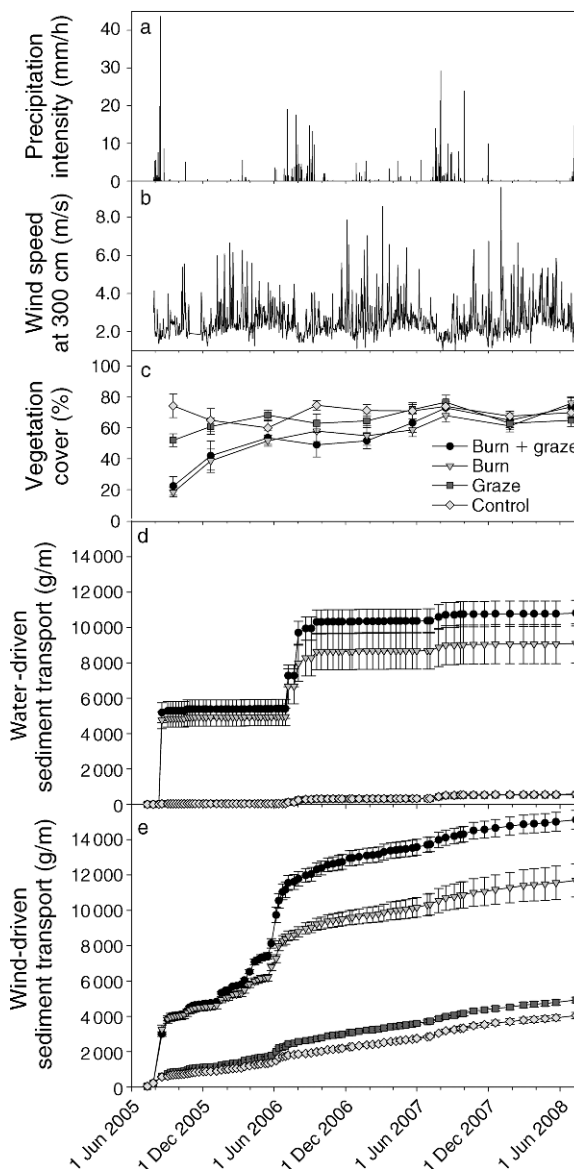 a
Precipitation
intensity (mm/h)
40
30
20
10
0
b
Wind speed
at 300 cm (m/s)
8.0
6.0
4.0
2.0
c
Vegetation
cover (%)
100
80
60
40
20
0
Burn + graze
Burn
Graze
Control
d
Water-driven
sediment transport (g/m)
14 000
12 000
10 000
8 000
6 000
4 000
2 000
0
e
Wind-driven
sediment transport (g/m)
14 000
12 000
10 000
8 000
6 000
4 000
2 000
0
1 Jun 2005
1 Dec 2005
1 Jun 2006
1 Dec 2006
1 Jun 2007
1 Dec 2007
1 Jun 2008